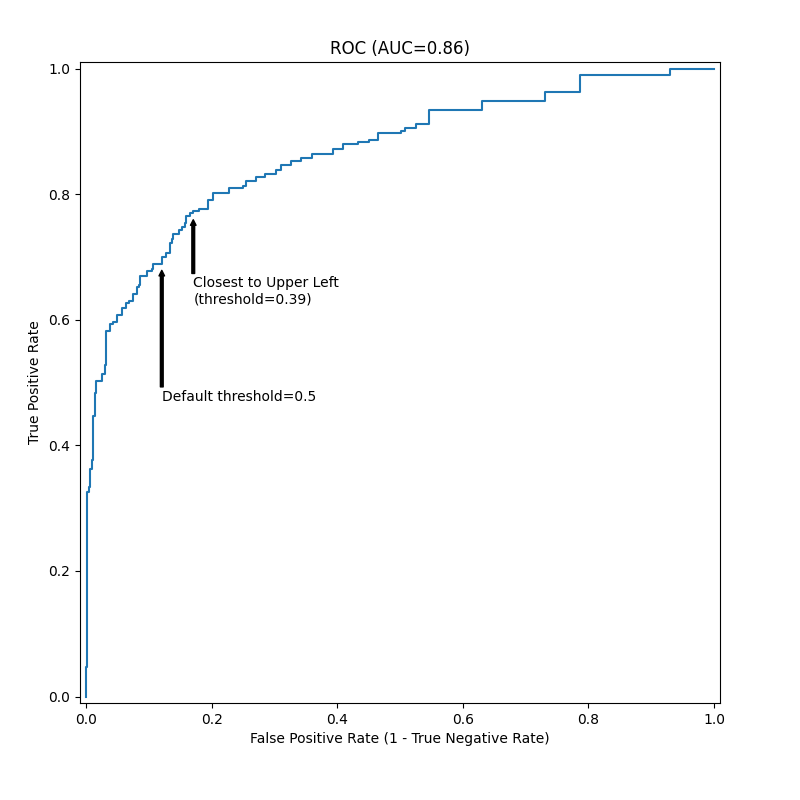 ROC (AUC=0.86)
1.0
0.8
0.6
0.4
0.2
0.0
True Positive Rate
Closest to Upper Left
(threshold=0.39)
Default threshold=0.5
0.0 0.2 0.4 0.6 0.8 1.0
False Positive Rate (1 - True Negative Rate)